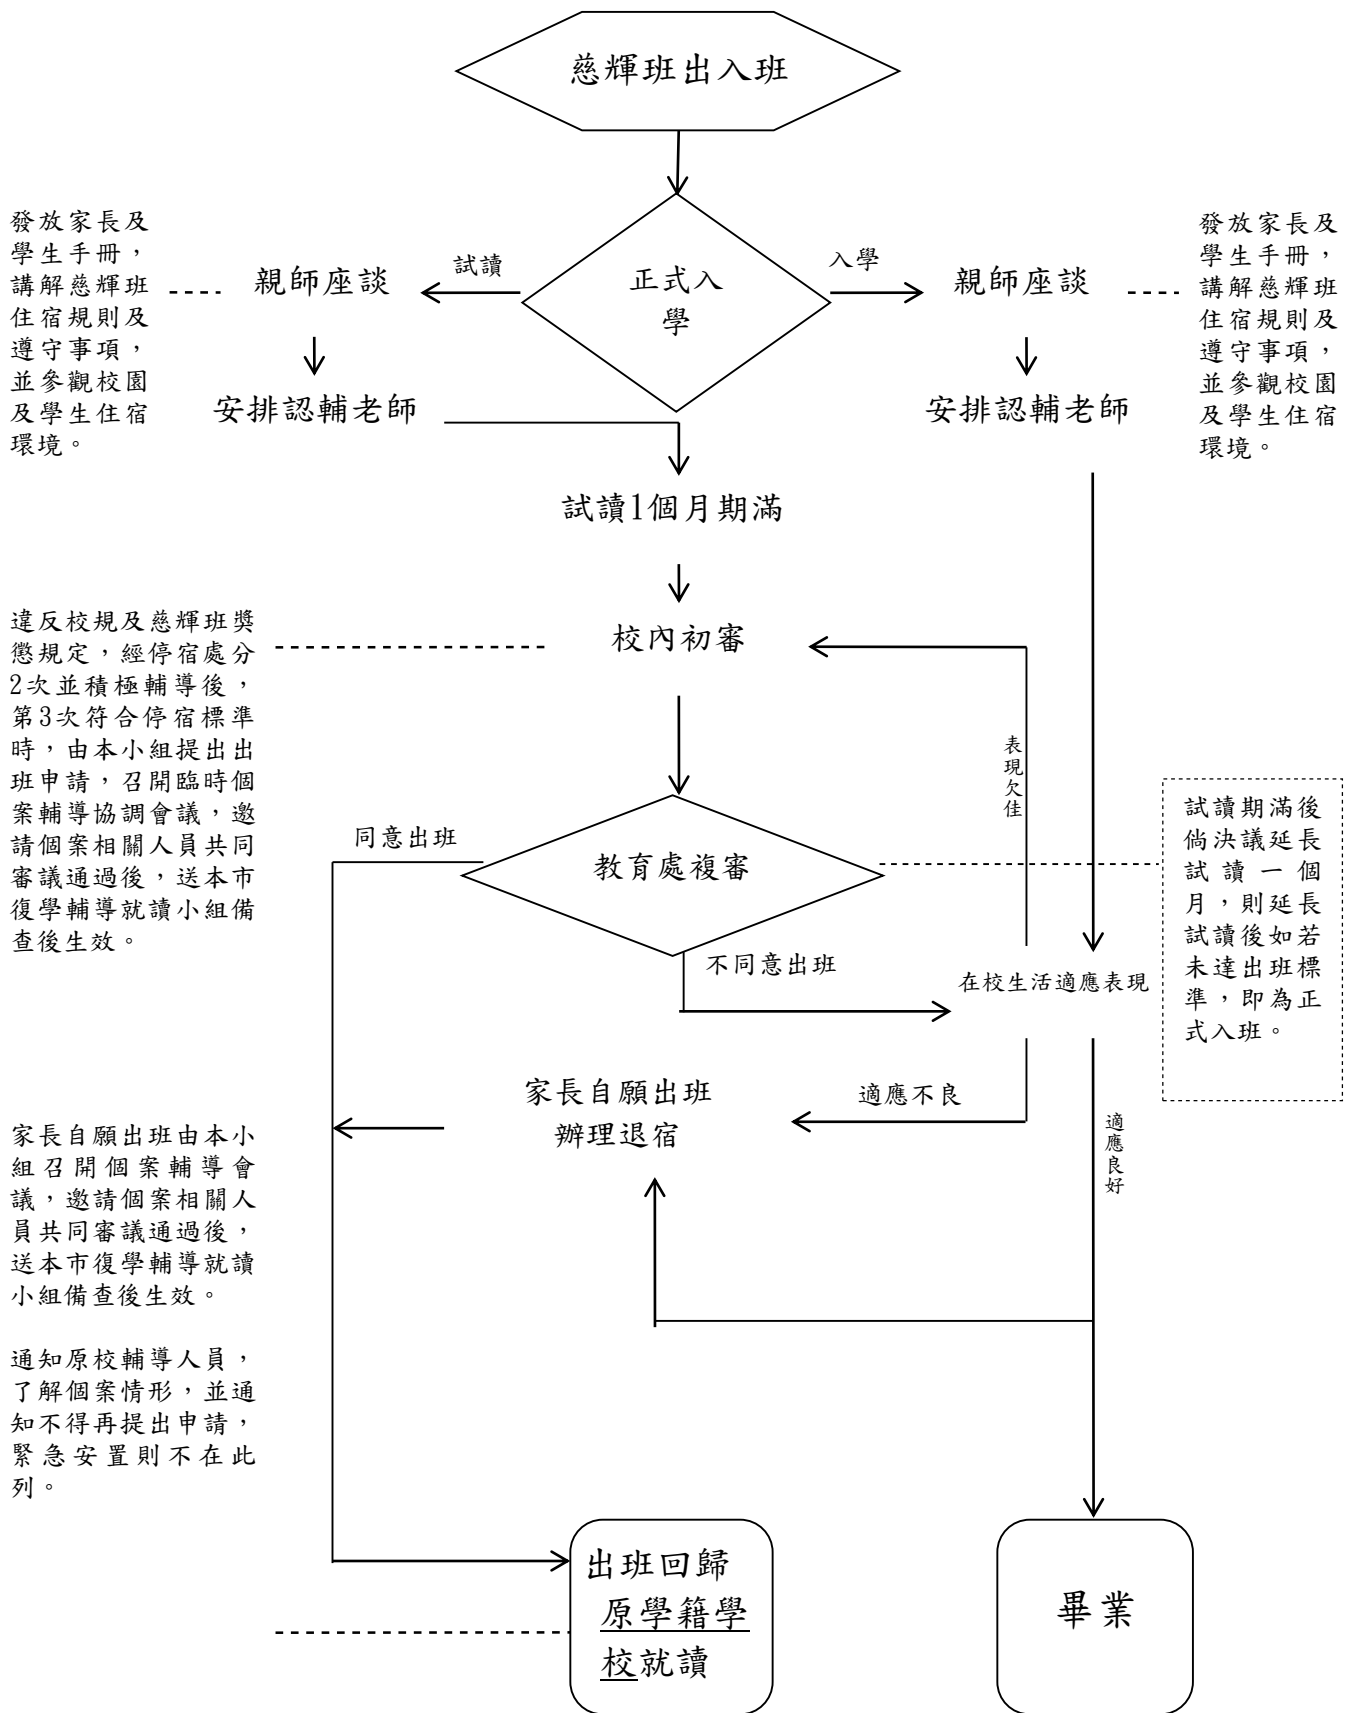 慈輝班出入班
發放家長及
學生手冊，
講解慈輝班
住宿規則及
遵守事項，
並參觀校園
及學生住宿
環境。
親師座談
試讀
正式入
學
入學
親師座談
發放家長及
學生手冊，
講解慈輝班
住宿規則及
遵守事項，
並參觀校園
及學生住宿
環境。
安排認輔老師
安排認輔老師
試讀1個月期滿
違反校規及慈輝班獎
懲規定，經停宿處分
2次並積極輔導後，
第3次符合停宿標準
時，由本小組提出出
班申請，召開臨時個
案輔導協調會議，邀
請個案相關人員共同
審議通過後，送本市
復學輔導就讀小組備
查後生效。
校內初審
表現欠佳
同意出班
教育處複審
試讀期滿後
倘決議延長
試讀一個
月，則延長
試讀後如若
未達出班標
準，即為正
式入班。
不同意出班
在校生活適應表現
家長自願出班
辦理退宿
適應不良
適應良好
家長自願出班由本小
組召開個案輔導會
議，邀請個案相關人
員共同審議通過後，
送本市復學輔導就讀
小組備查後生效。
通知原校輔導人員，
了解個案情形，並通
知不得再提出申請，
緊急安置則不在此
列。
出班回歸
原學籍學
校就讀
畢業